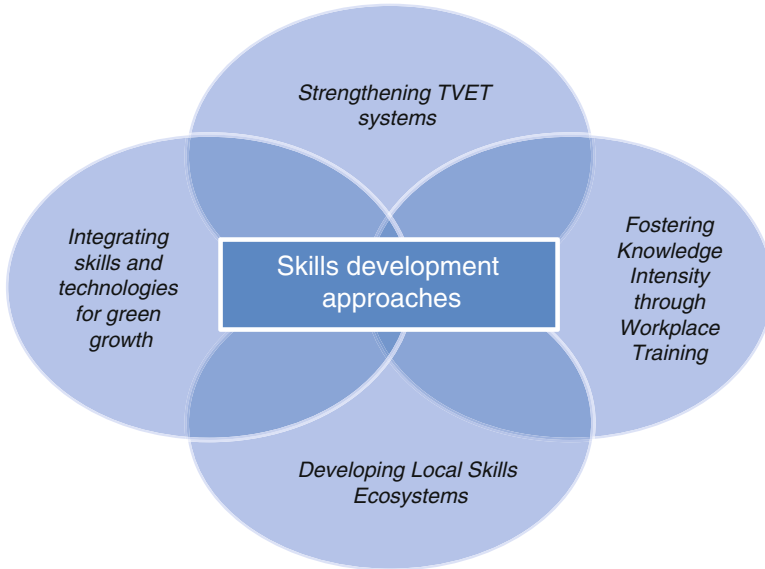 Strengthening TVET
systems
Integrating
skills and
technologies
for green
growth
Skills development
approaches
Fostering
Knowledge
Intensity
through
Workplace
Training
Developing Local Skills
Ecosystems